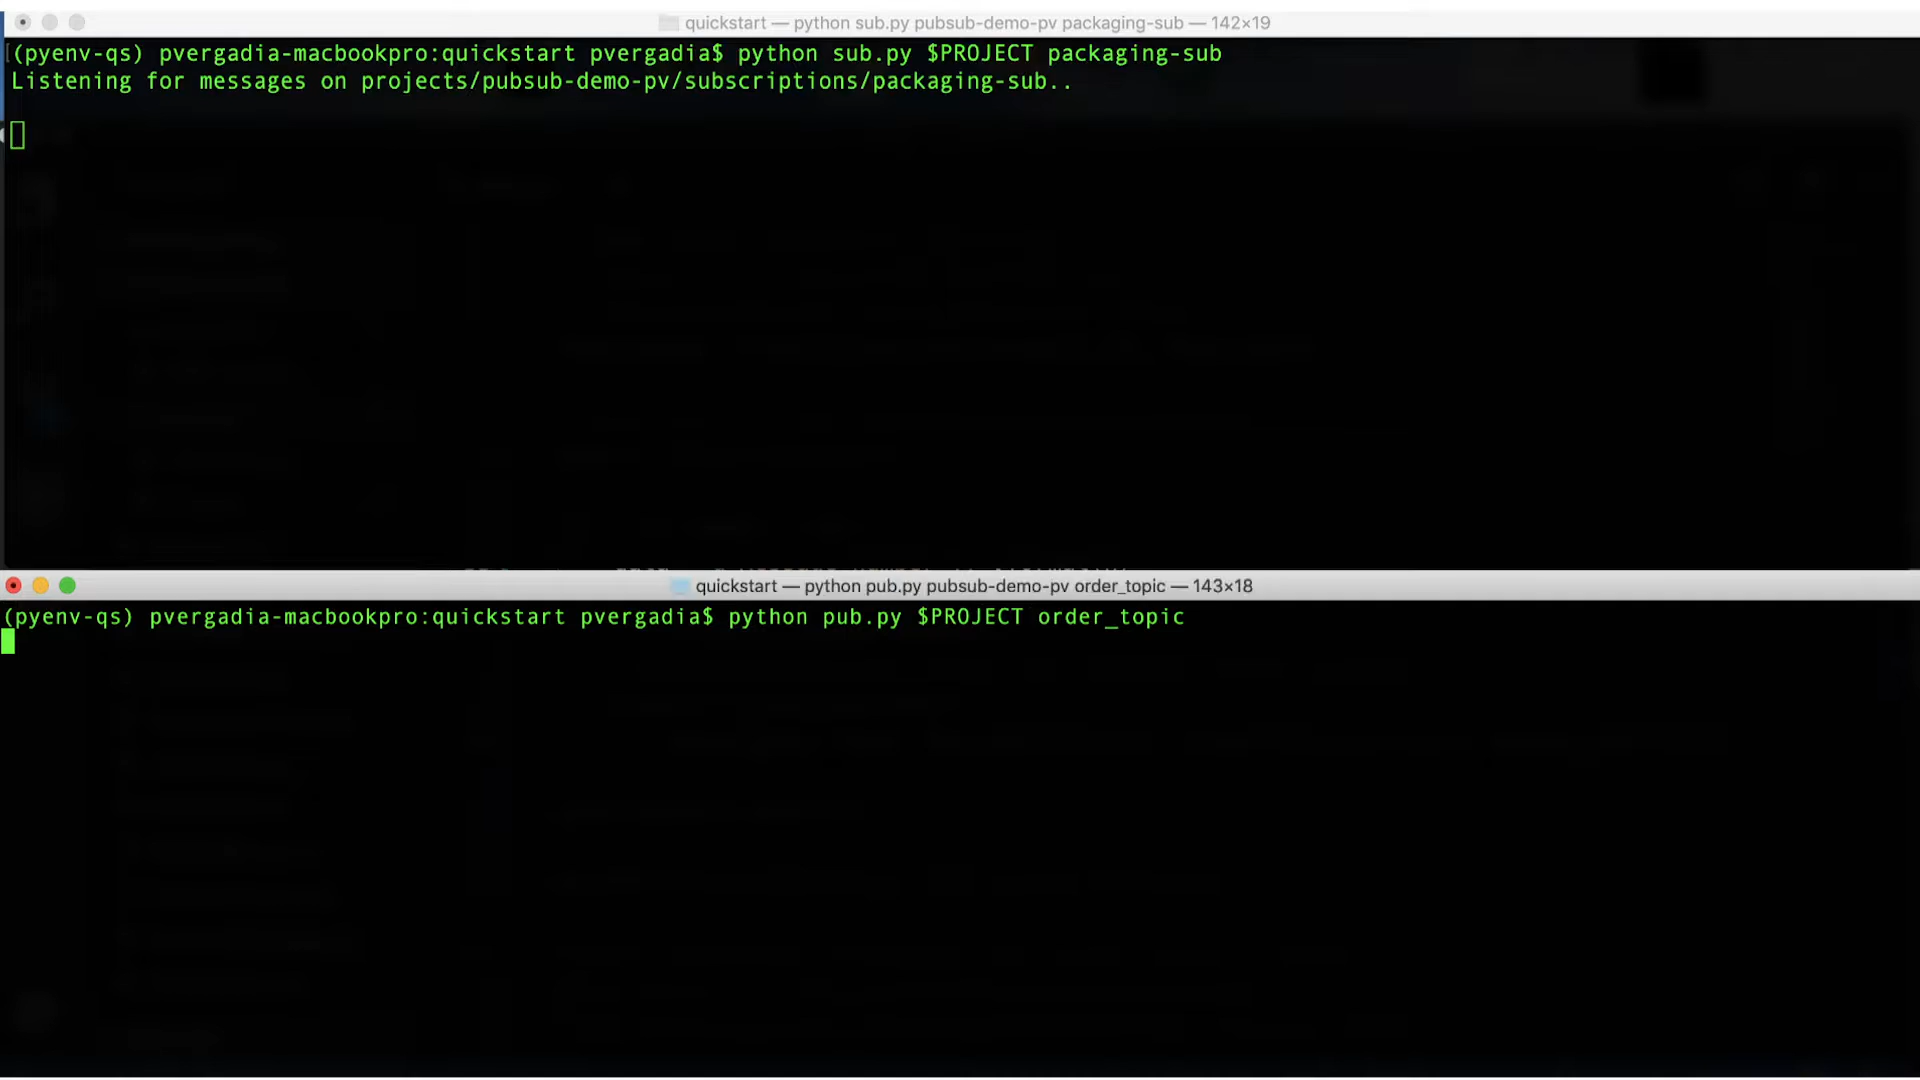 quickstart — python sub.py pubsub-demo-pv packaging-sub — 142×19
(pyenv-qs) pvergadia-macbookpro:quickstart pvergadia$ python sub.py $PROJECT packaging-sub
Listening for messages on projects/pubsub-demo-pv/subscriptions/packaging-sub..
quickstart — python pub.py pubsub-demo-pv order_topic — 143×18
(pyenv-qs) pvergadia-macbookpro:quickstart pvergadia$ python pub.py $PROJECT order_topic